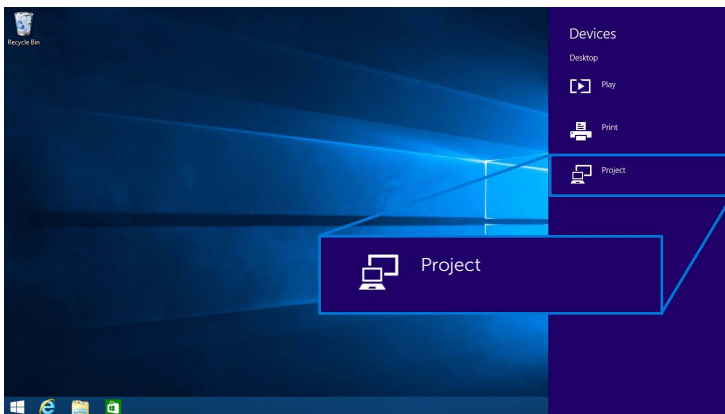 Recycle Bin
Devices
Desktop
Play
Print
Project
Project